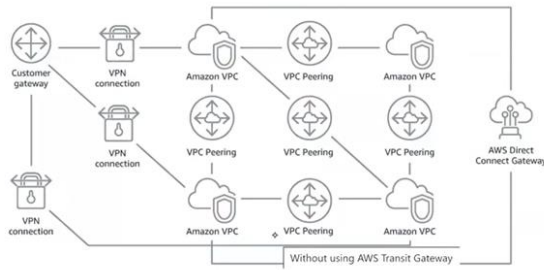 Customer
gateway
VPN
connection
Amazon VPC
VPC Peering
Amazon VPC
VPN
connection
VPC Peering
VPC Peering
VPC Peering
AWS Direct
Connect Gateway
VPN
connection
Amazon VPC
VPC Peering
Amazon VPC
Without using AWS Transit Gateway